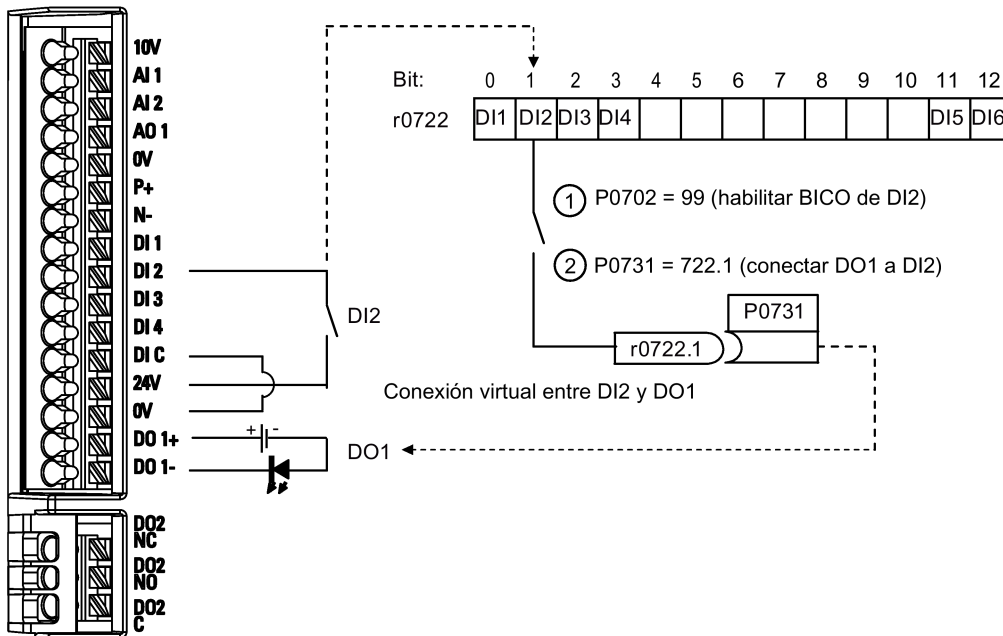 10V
AI 1
AI 2
AO 1
0V
P+
N-
DI 1
DI 2
DI 3
DI 4
DI C
24V
0V
DO 1+
DO 1-
DO2
NC
DO2
NO
DO2
C
DI2
+ -
DO1
Bit: 0 1 2 3 4 5 6 7 8 9 10 11 12
r0722 DI1 DI2 DI3 DI4 DI5 DI6
1 P0702 = 99 (habilitar BICO de DI2)
2 P0731 = 722.1 (conectar DO1 a DI2)
P0731
r0722.1
Conexión virtual entre DI2 y DO1